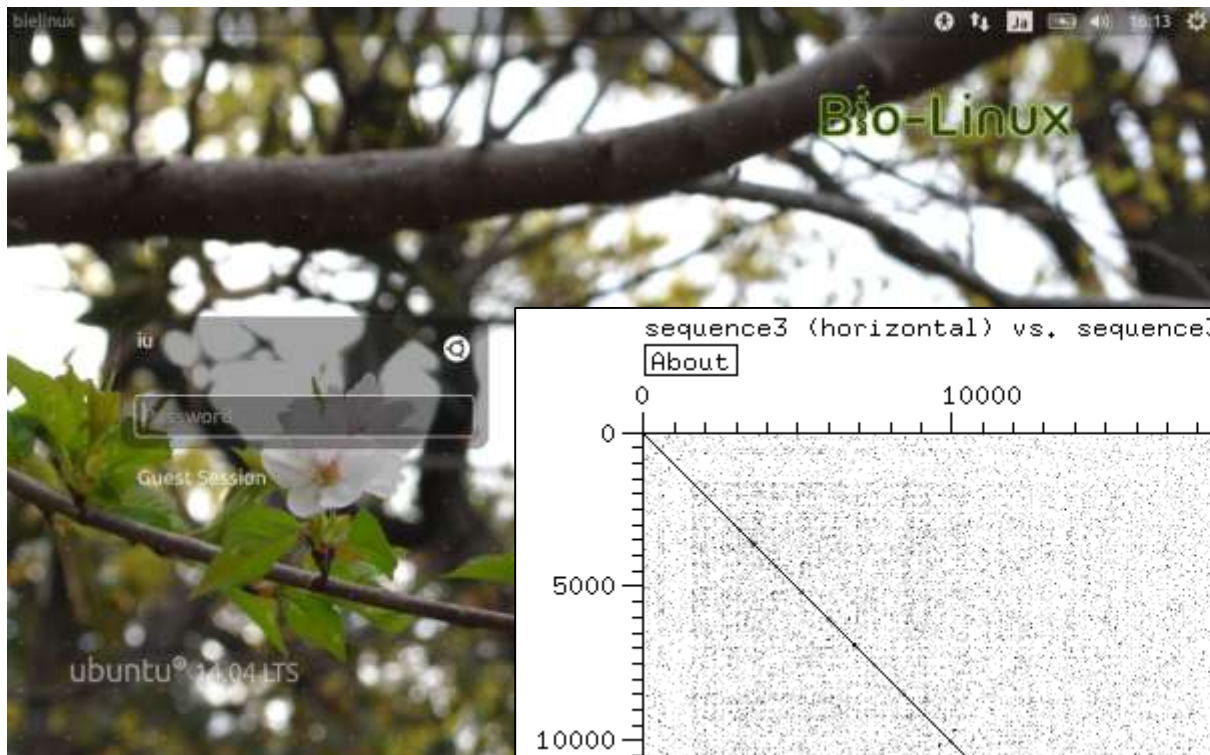 bielinux
Ja
16:13
Bio-Linux
iu
Password
Guest Session
ubuntu® 14.04 LTS
sequence3 (horizontal) vs. sequence3
About
0 10000
0
5000
10000